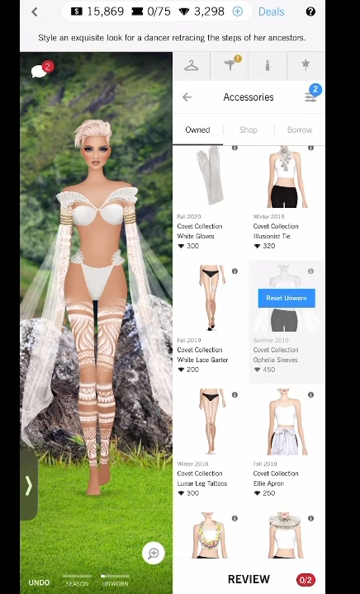 $ 15,869 0/75 3,298 Deals ?
Style an exquisite look for a dancer retracing the steps of her ancestors.
2
Accessories
2
Owned Shop Borrow
Fall 2020
Covet Collection
White Gloves
300
Winter 2019
Covet Collection
Illusionist Tie
320
Fall 2019
Covet Collection
White Lace Garter
200
Reset Unworn
Summer 2019
Covet Collection
Ophelia Sleeves
450
Winter 2019
Covet Collection
Lunar Leg Tattoos
300
Fall 2018
Covet Collection
Ellie Apron
250
UNDO SEASON UNWORN REVIEW 0/2